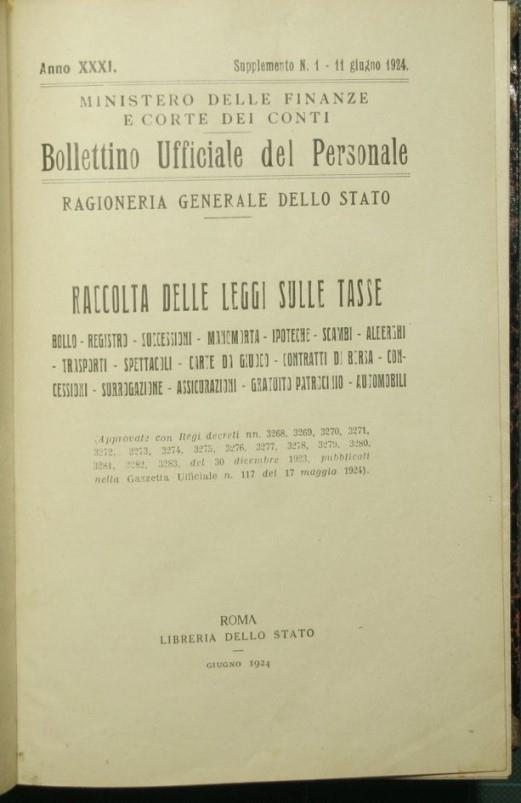 Anno XXXI.
Supplemento N. 1 - 11 giugno 1924.
MINISTERO DELLE FINANZE
E CORTE DEI CONTI
Bollettino Ufficiale del Personale
RAGIONERIA GENERALE DELLO STATO
RACCOLTA DELLE LEGGI SULLE TASSE
BOLLO - REGISTRO - SUCCESSIONI - MANOMORTA - IPOTECHE - SCAMBI - ALBERGHI
- TRASPORTI - SPETTACOLI - CARTE DA GIUOCO - CONTRATTI DI BORSA - CON-
CESSIONI - SURROGAZIONE - ASSICURAZIONI - GRATUITO PATROCINIO - AUTOMOBILI
(Approvate con Regi decreti nn. 3268, 3269, 3270, 3271,
3272, 3273, 3274, 3275, 3276, 3277, 3278, 3279, 3280,
3281, 3282, 3283, del 30 dicembre 1923, pubblicati
nella Gazzetta Ufficiale n. 117 del 17 maggio 1924).
ROMA
LIBRERIA DELLO STATO
GIUGNO 1924